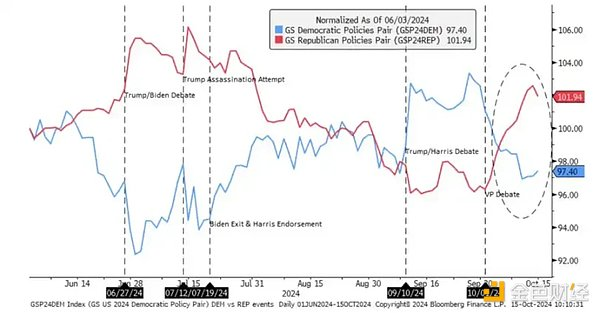 Normalized As Of 06/03/2024
GS Democratic Policies Pair (GSP24DEM) 97.40
GS Republican Policies Pair (GSP24REP) 101.94
106.00
104.00
101.94
100.00
98.00
97.40
96.00
94.00
92.00
Trump Assassination Attempt
Trump/Biden Debate
Trump/Harris Debate
VP Debate
Biden Exit & Harris Endorsement
Jun 14
Jul 31
Aug 15
Aug 30
Sep 16
Oct 15
06/27/24
07/12/24
07/19/24
09/10/24
2024
GSP24DEM Index (GS US 2024 Democratic Policy Pair) DEM vs REP events Daily 01JUN2024-15OCT2024 Copyright© 2024 Bloomberg Finance L.P. 15-Oct-2024 10:10:31
金色财经